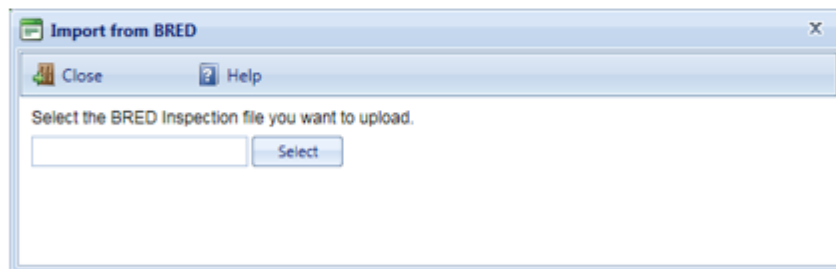 Import from BRED
x
Close Help
Select the BRED Inspection file you want to upload.
Select